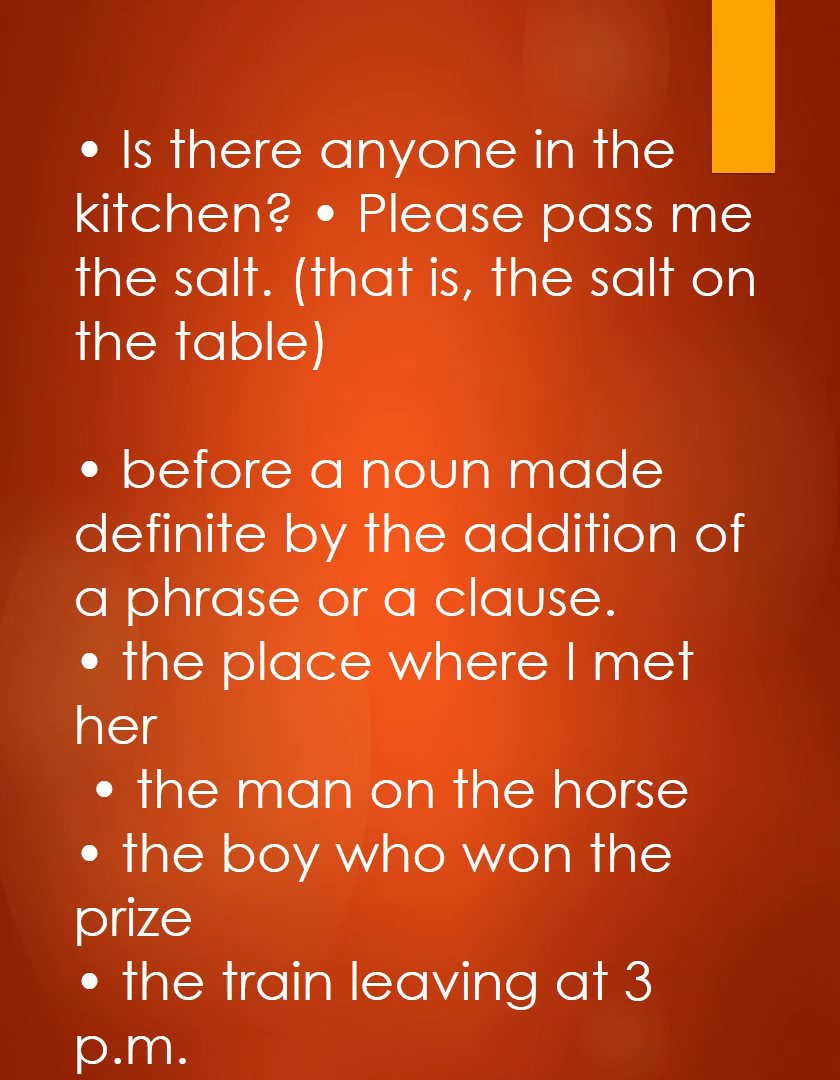 • Is there anyone in the
kitchen? • Please pass me
the salt. (that is, the salt on
the table)
• before a noun made
definite by the addition of
a phrase or a clause.
• the place where I met
her
• the man on the horse
• the boy who won the
prize
• the train leaving at 3
p.m.